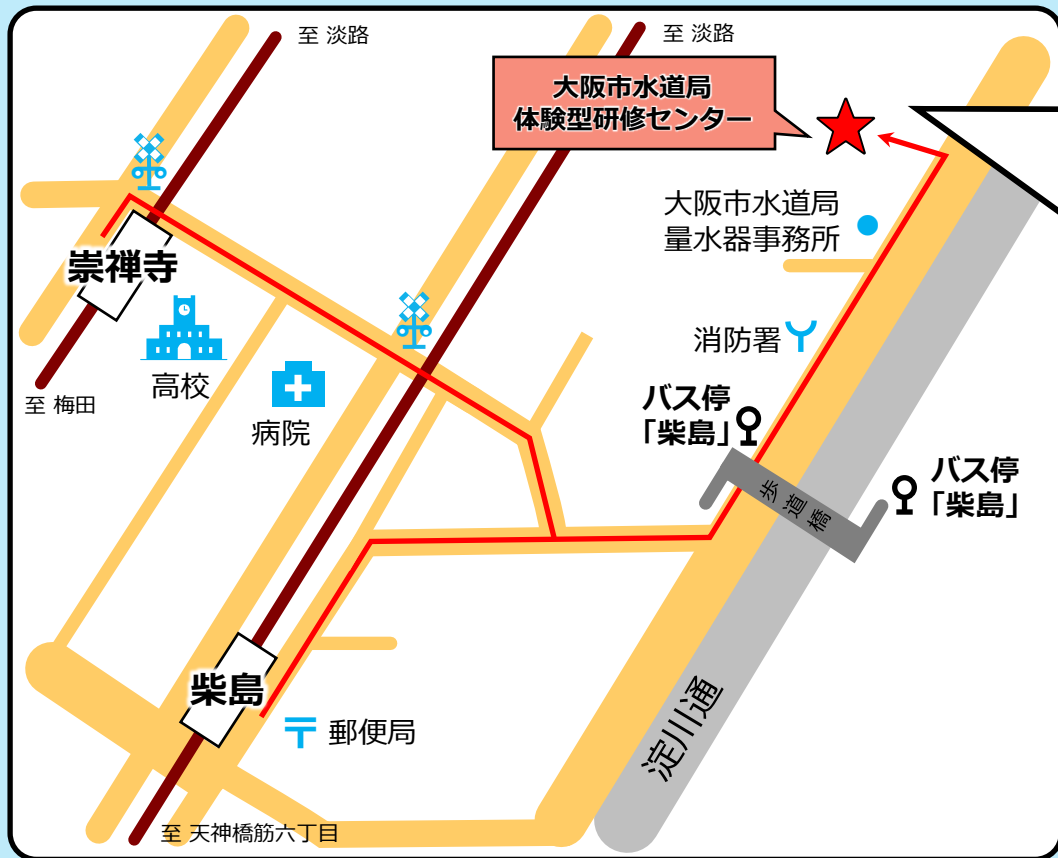 至 淡路
至 淡路
大阪市水道局
体験型研修センター
大阪市水道局
量水器事務所
崇禅寺
消防署
高校
至 梅田
病院
バス停
「柴島」
バス停
「柴島」
歩道橋
柴島
淀川通
郵便局
至 天神橋筋六丁目